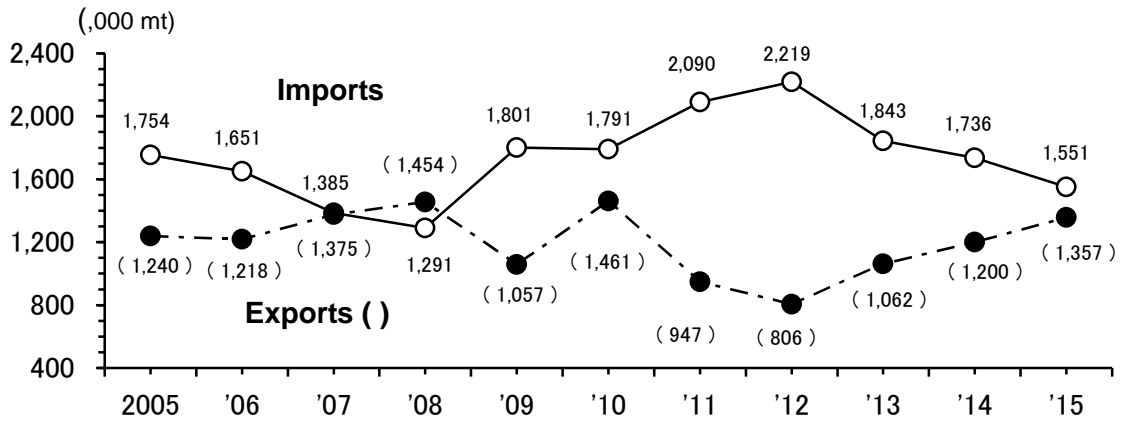 (,000 mt)
2,400
2,000
1,600
1,200
800
400
Imports
Exports ( )
1,754
1,651
1,385
1,291
1,801
1,791
2,090
2,219
1,843
1,736
1,551
( 1,240 )
( 1,218 )
( 1,375 )
( 1,454 )
( 1,057 )
( 1,461 )
( 947 )
( 806 )
( 1,062 )
( 1,200 )
( 1,357 )
2005 '06 '07 '08 '09 '10 '11 '12 '13 '14 '15